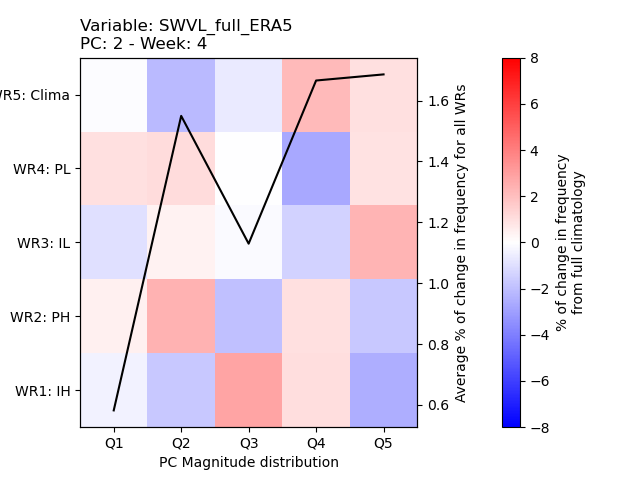 Variable: SWVL_full_ERA5
PC: 2 - Week: 4
WR5: Clima
WR4: PL
WR3: IL
WR2: PH
WR1: IH
Q1 Q2 Q3 Q4 Q5
PC Magnitude distribution
1.6
1.4
1.2
1.0
0.8
0.6
Average % of change in frequency for all WRs
8
6
4
2
0
−2
−4
−6
−8
% of change in frequency
from full climatology